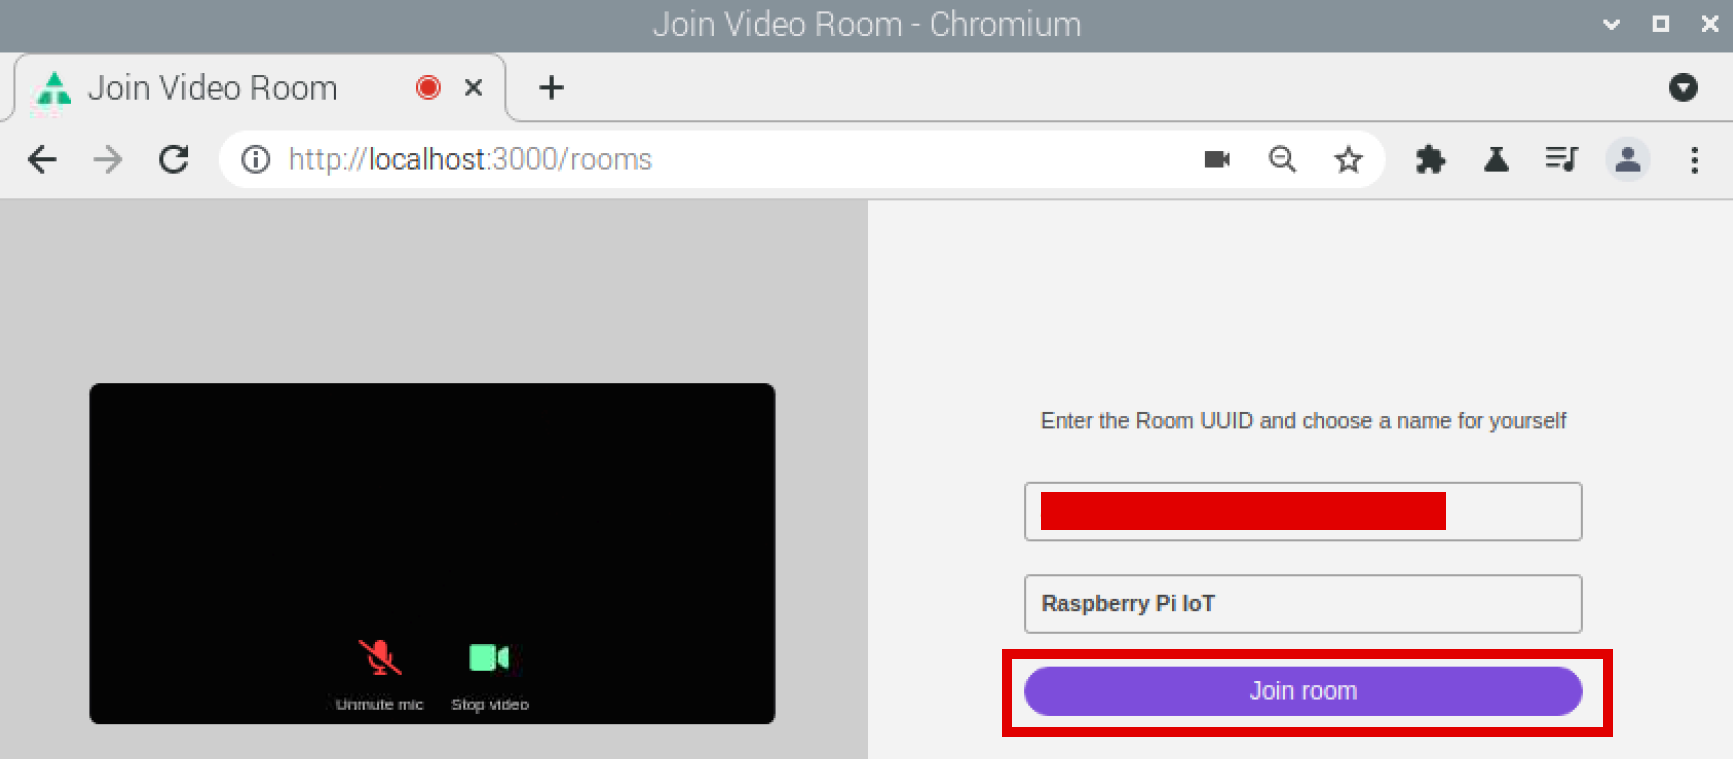 Join Video Room - Chromium
Join Video Room
http://localhost:3000/rooms
Enter the Room UUID and choose a name for yourself
Raspberry Pi IoT
Join room
Unmute mic
Stop video